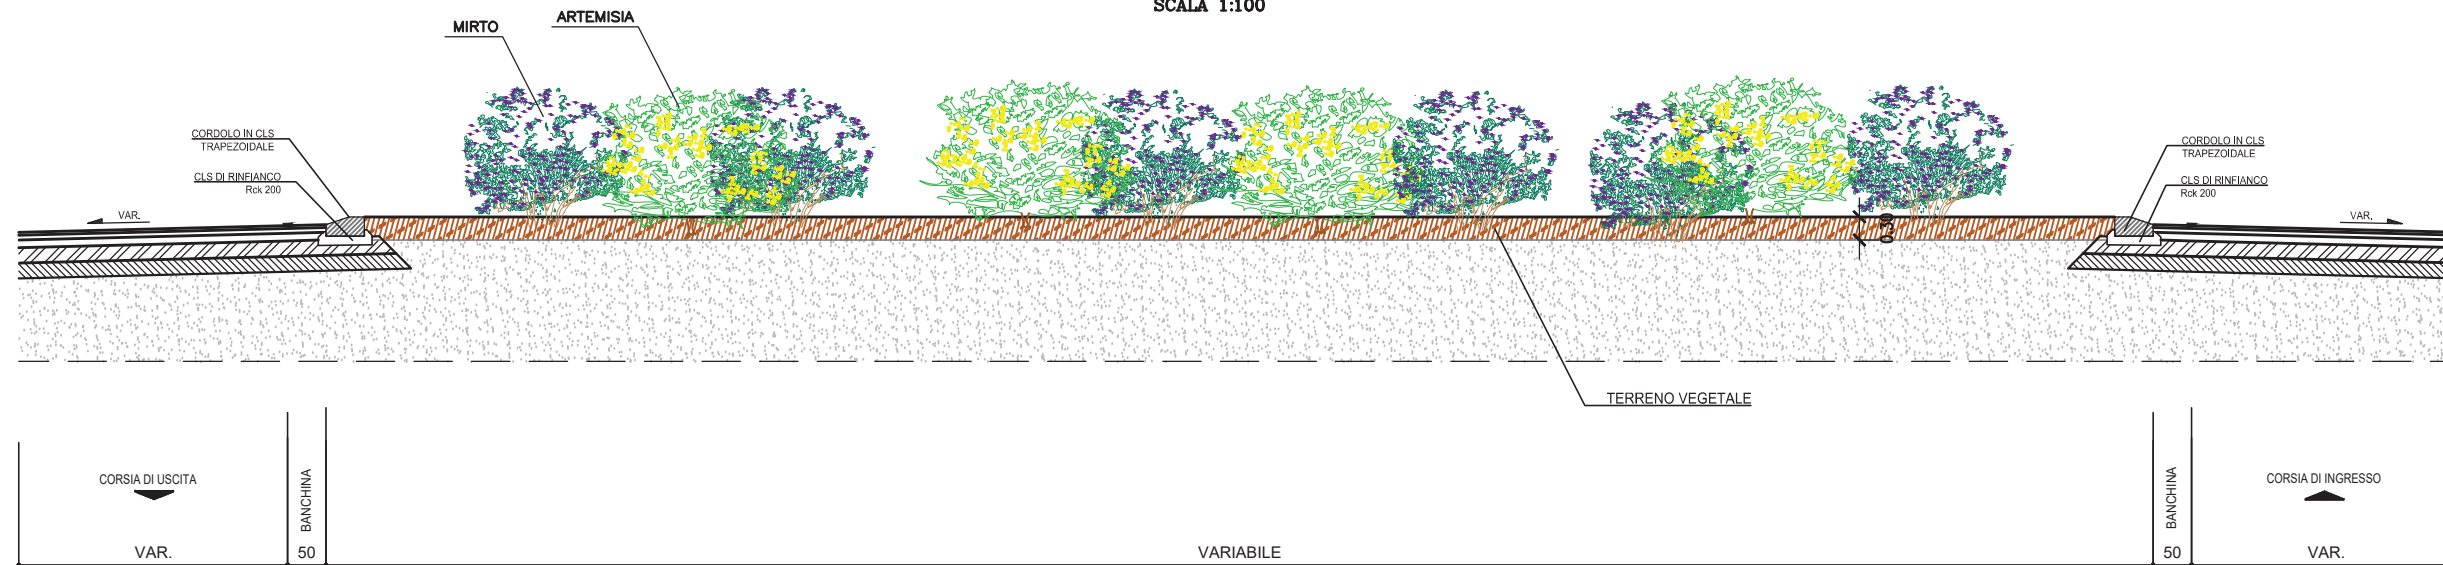 SCALA 1:100
ARTEMISIA
MIRTO
CORDOLO IN CLS
TRAPEZOIDALE
CLS DI RINFIANCO
Rck 200
VAR.
CORDOLO IN CLS
TRAPEZOIDALE
CLS DI RINFIANCO
Rck 200
VAR.
0.30
TERRENO VEGETALE
CORSIA DI USCITA
BANCHINA
BANCHINA
CORSIA DI INGRESSO
VAR.
50
VARIABILE
50
VAR.